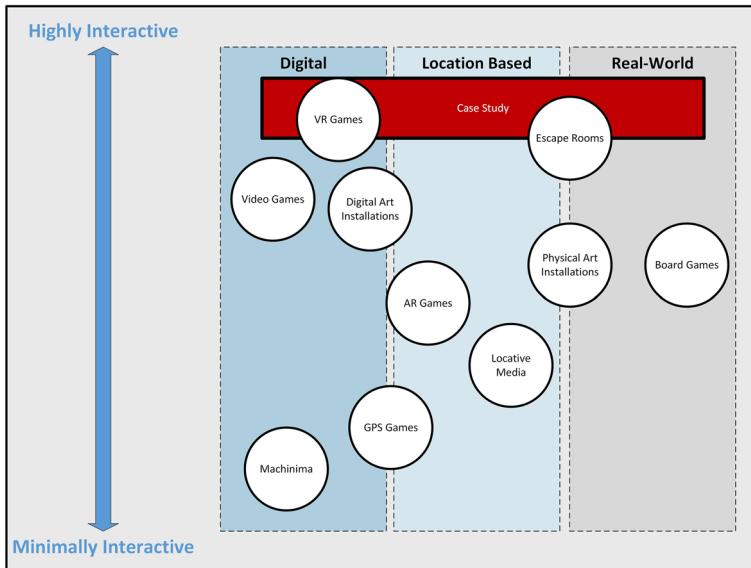 Highly Interactive
Digital
Location Based
Real-World
VR Games
Case Study
Escape Rooms
Video Games
Digital Art
Installations
Physical Art
Installations
Board Games
AR Games
Locative
Media
GPS Games
Machinima
Minimally Interactive